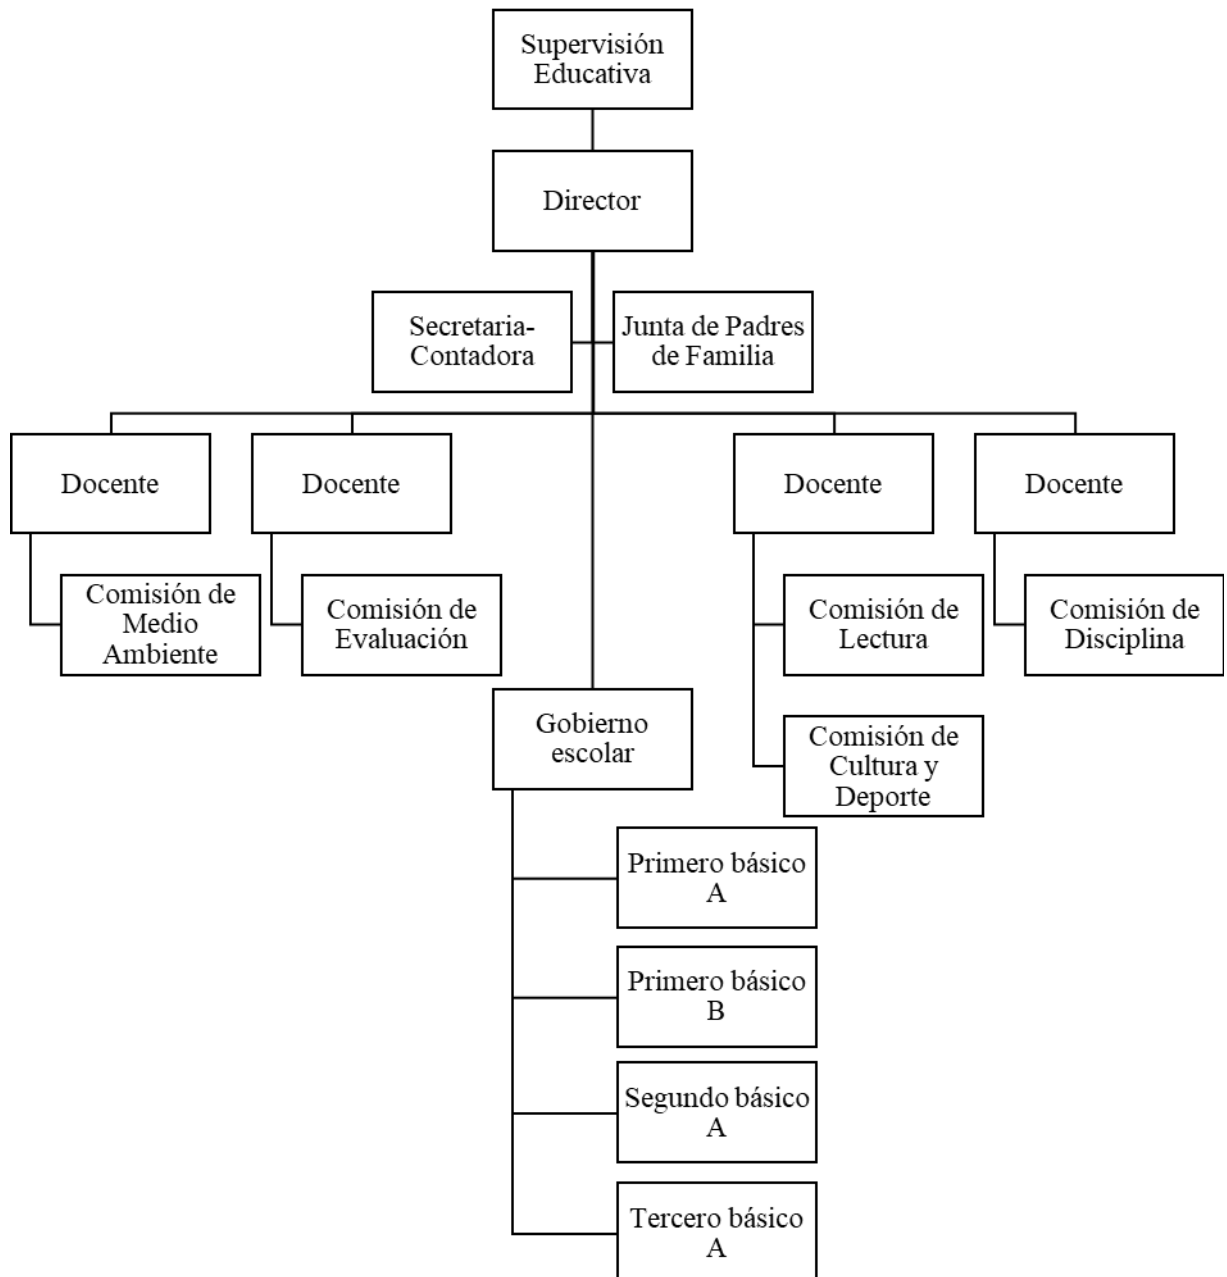 Supervisión
Educativa
Director
Secretaria-
Contadora
Junta de Padres
de Familia
Docente
Docente
Docente
Docente
Comisión de
Medio
Ambiente
Comisión de
Evaluación
Comisión de
Lectura
Comisión de
Disciplina
Gobierno
escolar
Comisión de
Cultura y
Deporte
Primero básico
A
Primero básico
B
Segundo básico
A
Tercero básico
A